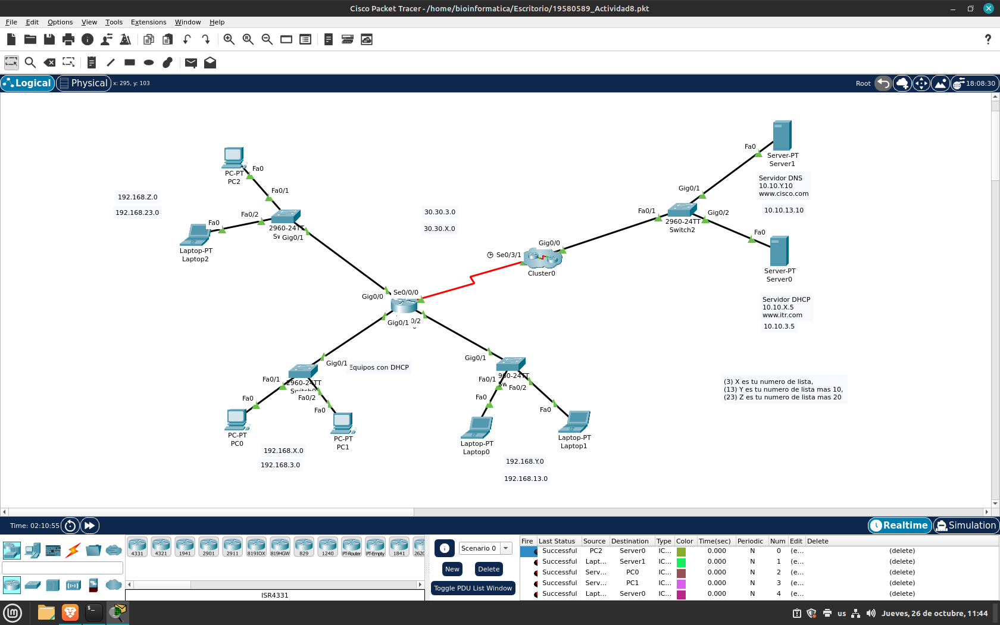 Cisco Packet Tracer - /home/bioinformatica/Escritorio/19580589_Actividad8.pkt
File Edit Options View Tools Extensions Window Help
?
Logical Physical x: 295, y: 103
Root 18:08:30
PC-PT
PC2
Fa0
Fa0/1
192.168.Z.0
192.168.23.0
Fa0/2
Fa0
2960-24TT
Gig0/1
Laptop-PT
Laptop2
30.30.3.0
30.30.X.0
Fa0
Server-PT
Server1
Servidor DNS
10.10.Y.10
www.cisco.com
10.10.13.10
Gig0/1
Fa0/1
Gig0/2
2960-24TT
Switch2
Fa0
Server-PT
Server0
Servidor DHCP
10.10.X.5
www.itr.com
10.10.3.5
Gig0/0
Se0/3/1
Cluster0
Se0/0/0
Gig0/0
Gig0/1
0/2
Gig0/1
Equipos con DHCP
Fa0/1
2960-24TT
Fa0/2
Fa0
Fa0
PC-PT
PC0
PC-PT
PC1
192.168.X.0
192.168.3.0
Gig0/1
Fa0/1
960-24TT
Fa0/2
Fa0
Fa0
Laptop-PT
Laptop0
Laptop-PT
Laptop1
192.168.Y.0
192.168.13.0
(3) X es tu numero de lista,
(13) Y es tu numero de lista mas 10,
(23) Z es tu numero de lista mas 20
Time: 02:10:55
Realtime Simulation
4331 4321 1941 2901 2911 819IOX 819HGW 829 1240 PT-Router PT-Empty 1841 2620
ISR4331
Scenario 0
New Delete
Toggle PDU List Window
Fire Last Status Source Destination Type Color Time(sec) Periodic Num Edit Delete
Successful PC2 Server0 IC... 0.000 N 0 (e... (delete)
Successful Lapt... Server1 IC... 0.000 N 1 (e... (delete)
Successful Serv... PC0 IC... 0.000 N 2 (e... (delete)
Successful Serv... PC1 IC... 0.000 N 3 (e... (delete)
Successful Lapt... Server0 IC... 0.000 N 4 (e... (delete)
us Jueves, 26 de octubre, 11:44